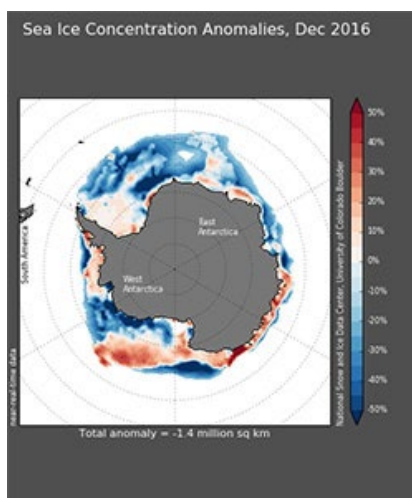 Sea Ice Concentration Anomalies, Dec 2016
50%
40%
30%
20%
10%
0%
-10%
-20%
-30%
-40%
-50%
East
Antarctica
West
Antarctica
South America
near-real-time data
National Snow and Ice Data Center, University of Colorado Boulder
Total anomaly = -1.4 million sq km